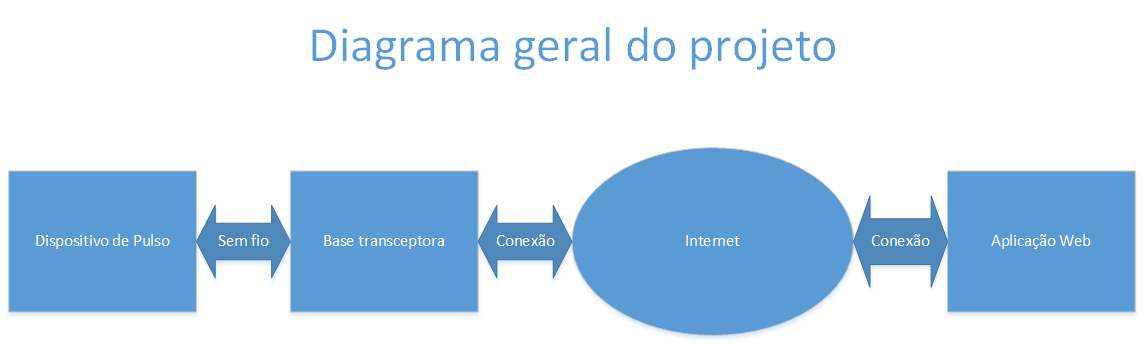 Diagrama geral do projeto
Dispositivo de Pulso
Sem fio
Base transceptora
Conexão
Internet
Conexão
Aplicação Web